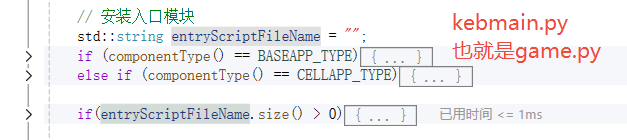 // 安装入口模块
std::string entryScriptFileName = "";
if (componentType() == BASEAPP_TYPE) { ... }
else if (componentType() == CELLAPP_TYPE) { ... }
if(entryScriptFileName.size() > 0) { ... } 已用时间 <= 1ms
kebmain.py
也就是game.py